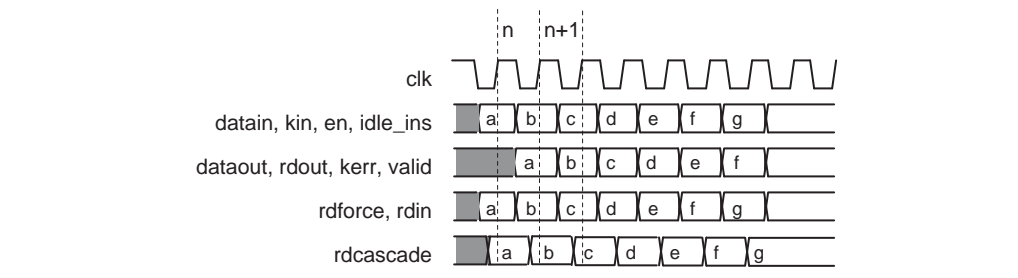 n n+1
clk
datain, kin, en, idle_ins a b c d e f g
dataout, rdout, kerr, valid a b c d e f
rdforce, rdin a b c d e f g
rdcascade a b c d e f g